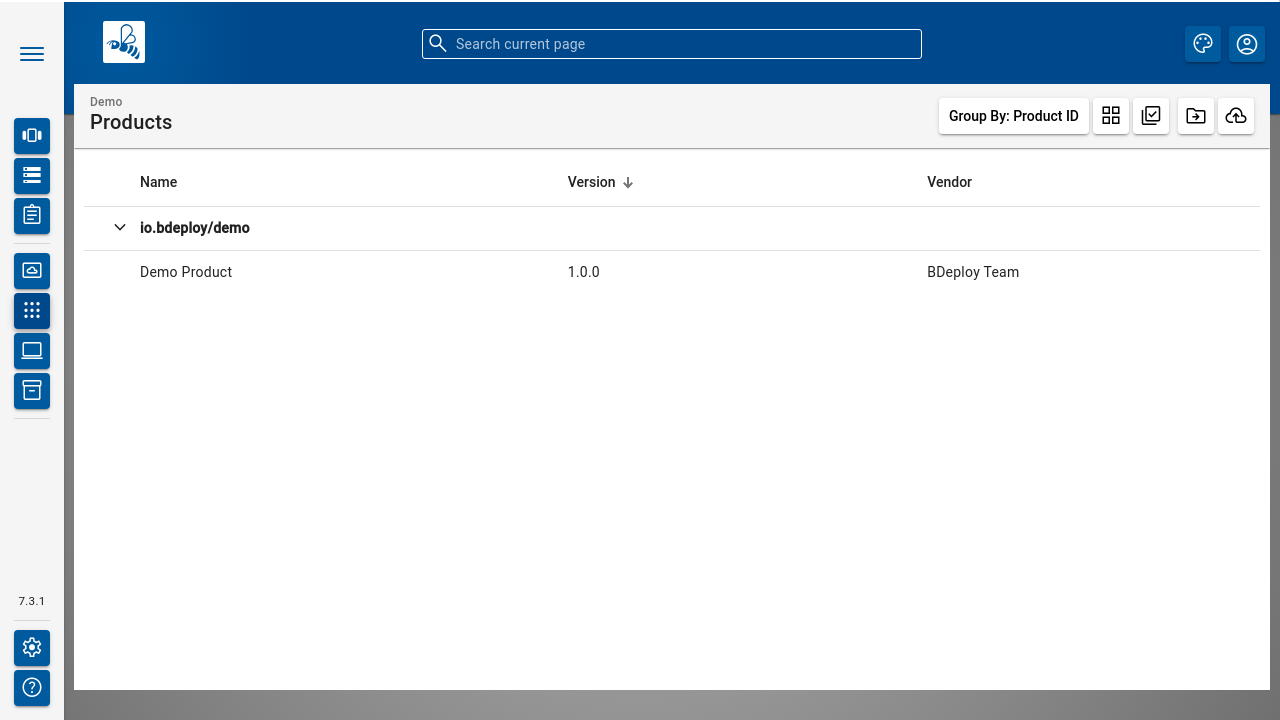 Search current page
Demo
Products
Group By: Product ID
Name
Version
Vendor
io.bdeploy/demo
Demo Product
1.0.0
BDeploy Team
7.3.1